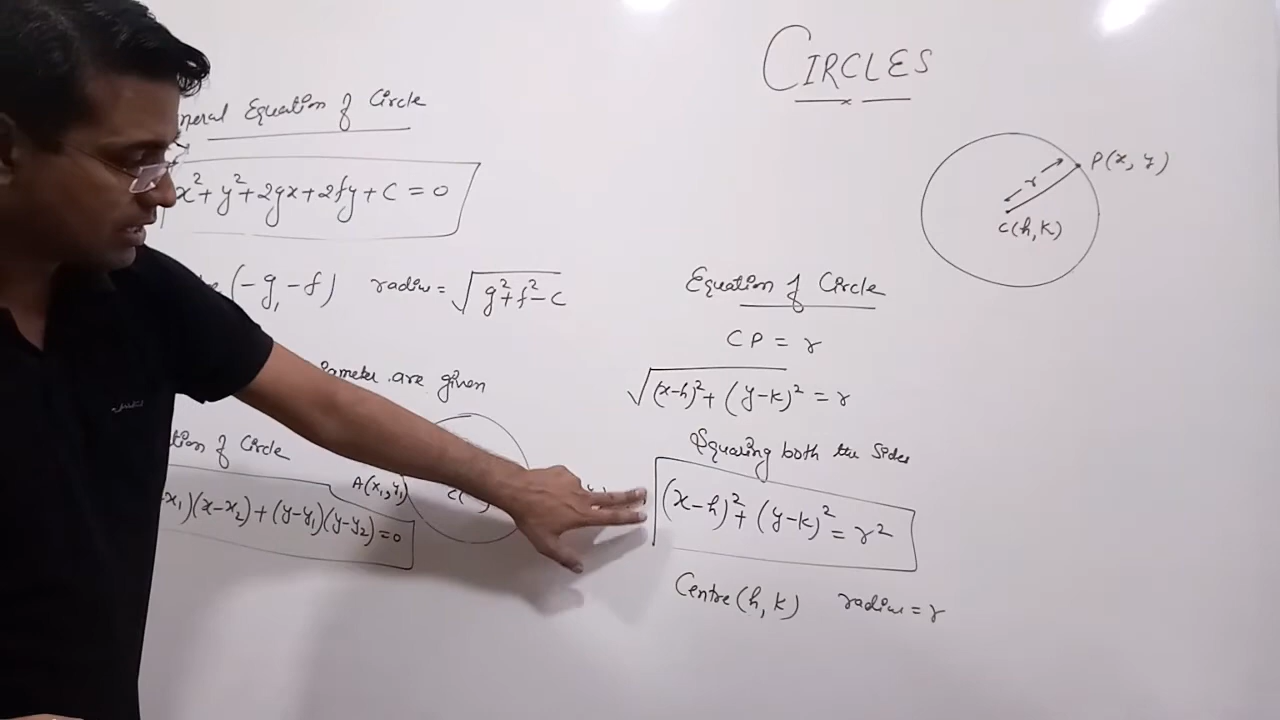 CIRCLES
neral Equation of Circle
x²+y²+2gx+2fy+C=0
(-g, -f) radius = √g²+f²-c
ameter are given
tion of Circle
A(x₁, y₁)
C(
x₁)(x-x₂)+(y-y₁)(y-y₂)=0
P(x, y)
r
C(h, k)
Equation of Circle
CP = r
√(x-h)²+(y-k)² = r
Squaring both the sides
(x-h)²+(y-k)²=r²
Centre (h, k) radius = r